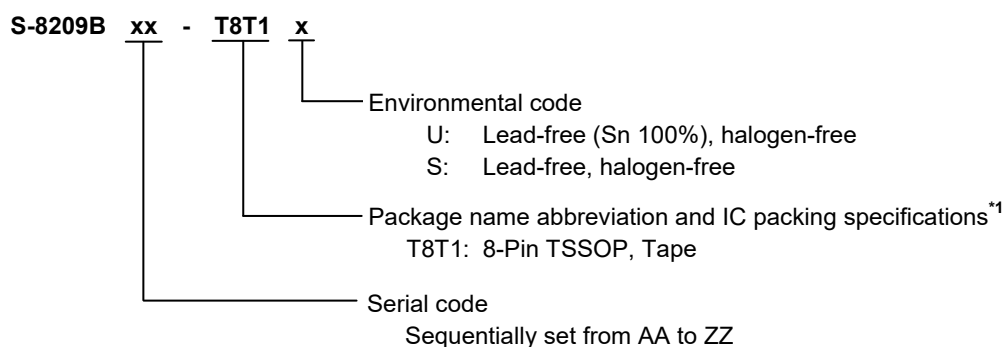 S-8209B xx - T8T1 x
Environmental code
U: Lead-free (Sn 100%), halogen-free
S: Lead-free, halogen-free
Package name abbreviation and IC packing specifications*1
T8T1: 8-Pin TSSOP, Tape
Serial code
Sequentially set from AA to ZZ